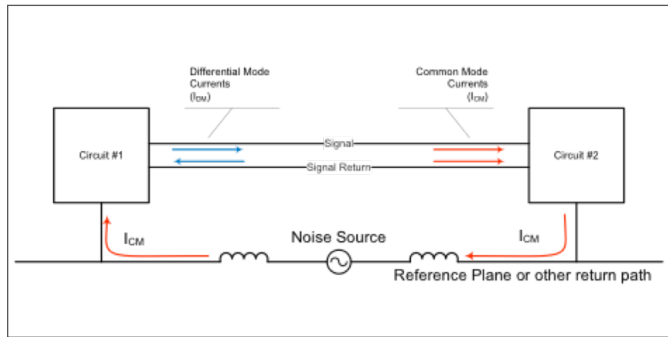 Differential Mode
Currents
(IDM)
Common Mode
Currents
(ICM)
Circuit #1
Signal
Signal Return
Circuit #2
ICM
Noise Source
ICM
Reference Plane or other return path